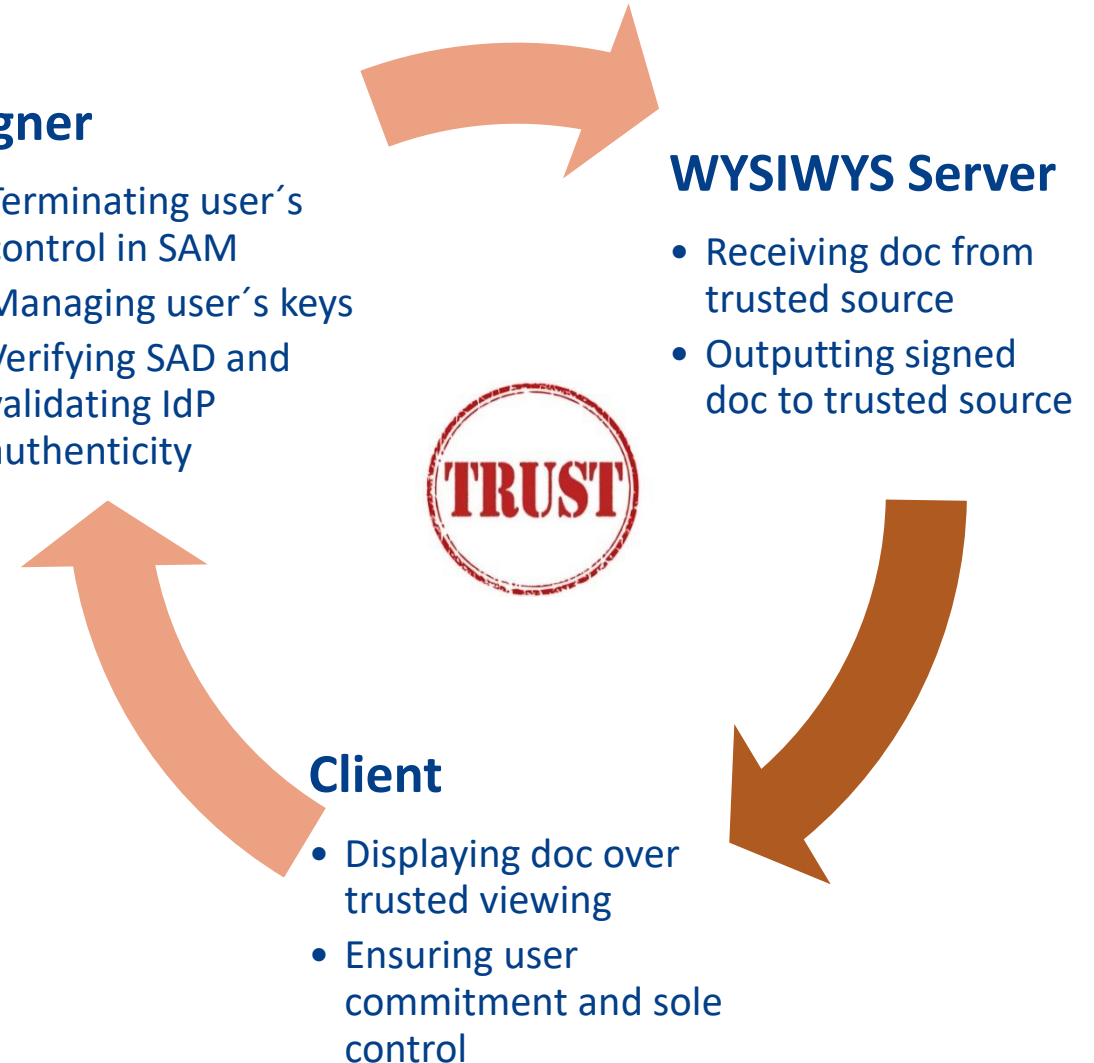 gner
Terminating user´s
control in SAM
Managing user´s keys
Verifying SAD and
validating IdP
authenticity
WYSIWYS Server
• Receiving doc from
trusted source
• Outputting signed
doc to trusted source
TRUST
Client
• Displaying doc over
trusted viewing
• Ensuring user
commitment and sole
control